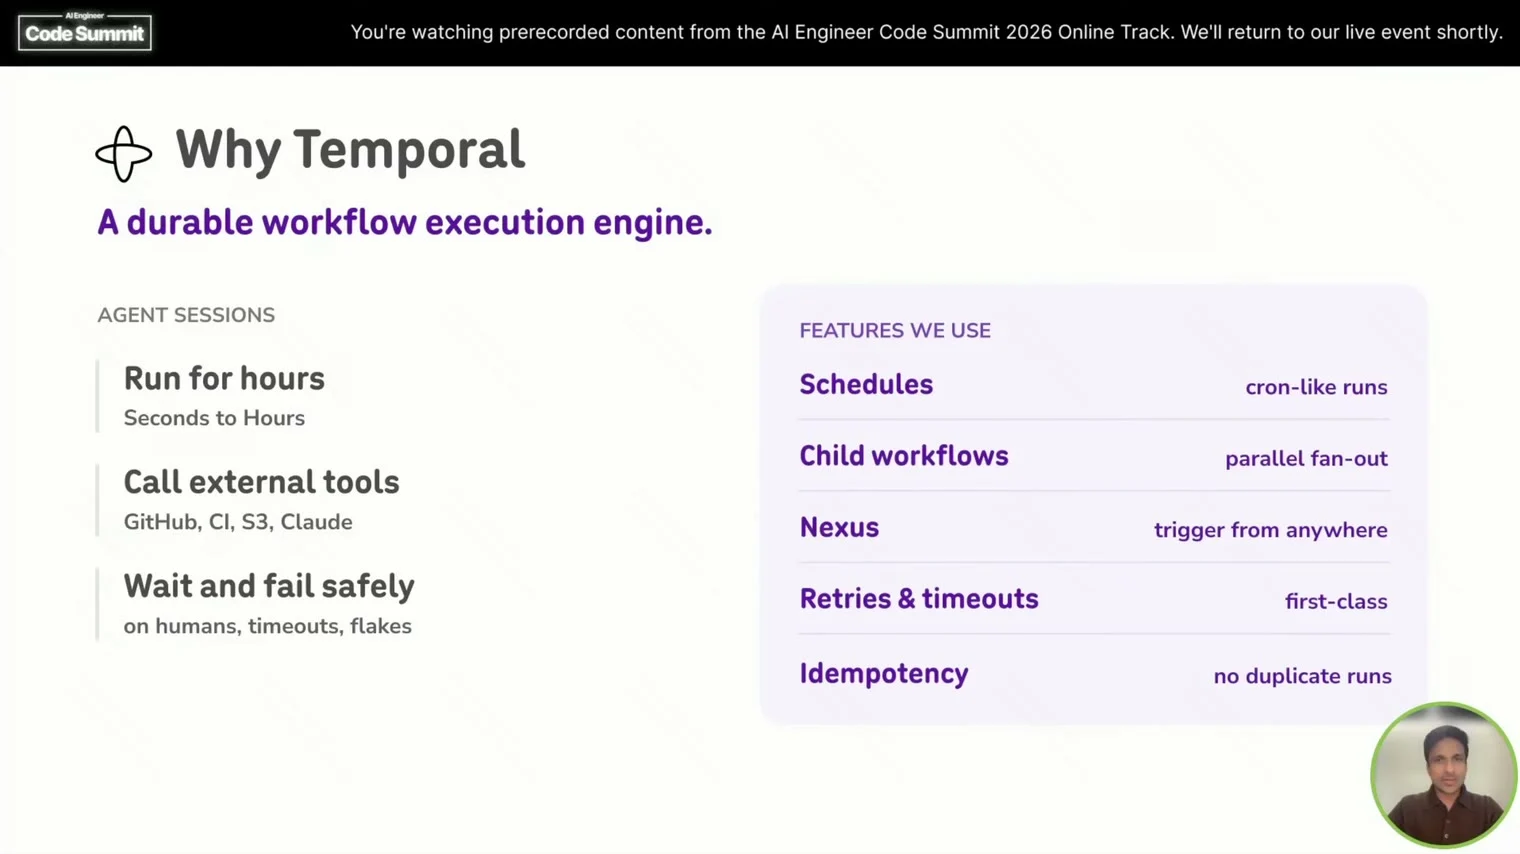 AI Engineer
Code Summit
You're watching prerecorded content from the AI Engineer Code Summit 2026 Online Track. We'll return to our live event shortly.
Why Temporal
A durable workflow execution engine.
AGENT SESSIONS
Run for hours
Seconds to Hours
Call external tools
GitHub, CI, S3, Claude
Wait and fail safely
on humans, timeouts, flakes
FEATURES WE USE
Schedules cron-like runs
Child workflows parallel fan-out
Nexus trigger from anywhere
Retries & timeouts first-class
Idempotency no duplicate runs